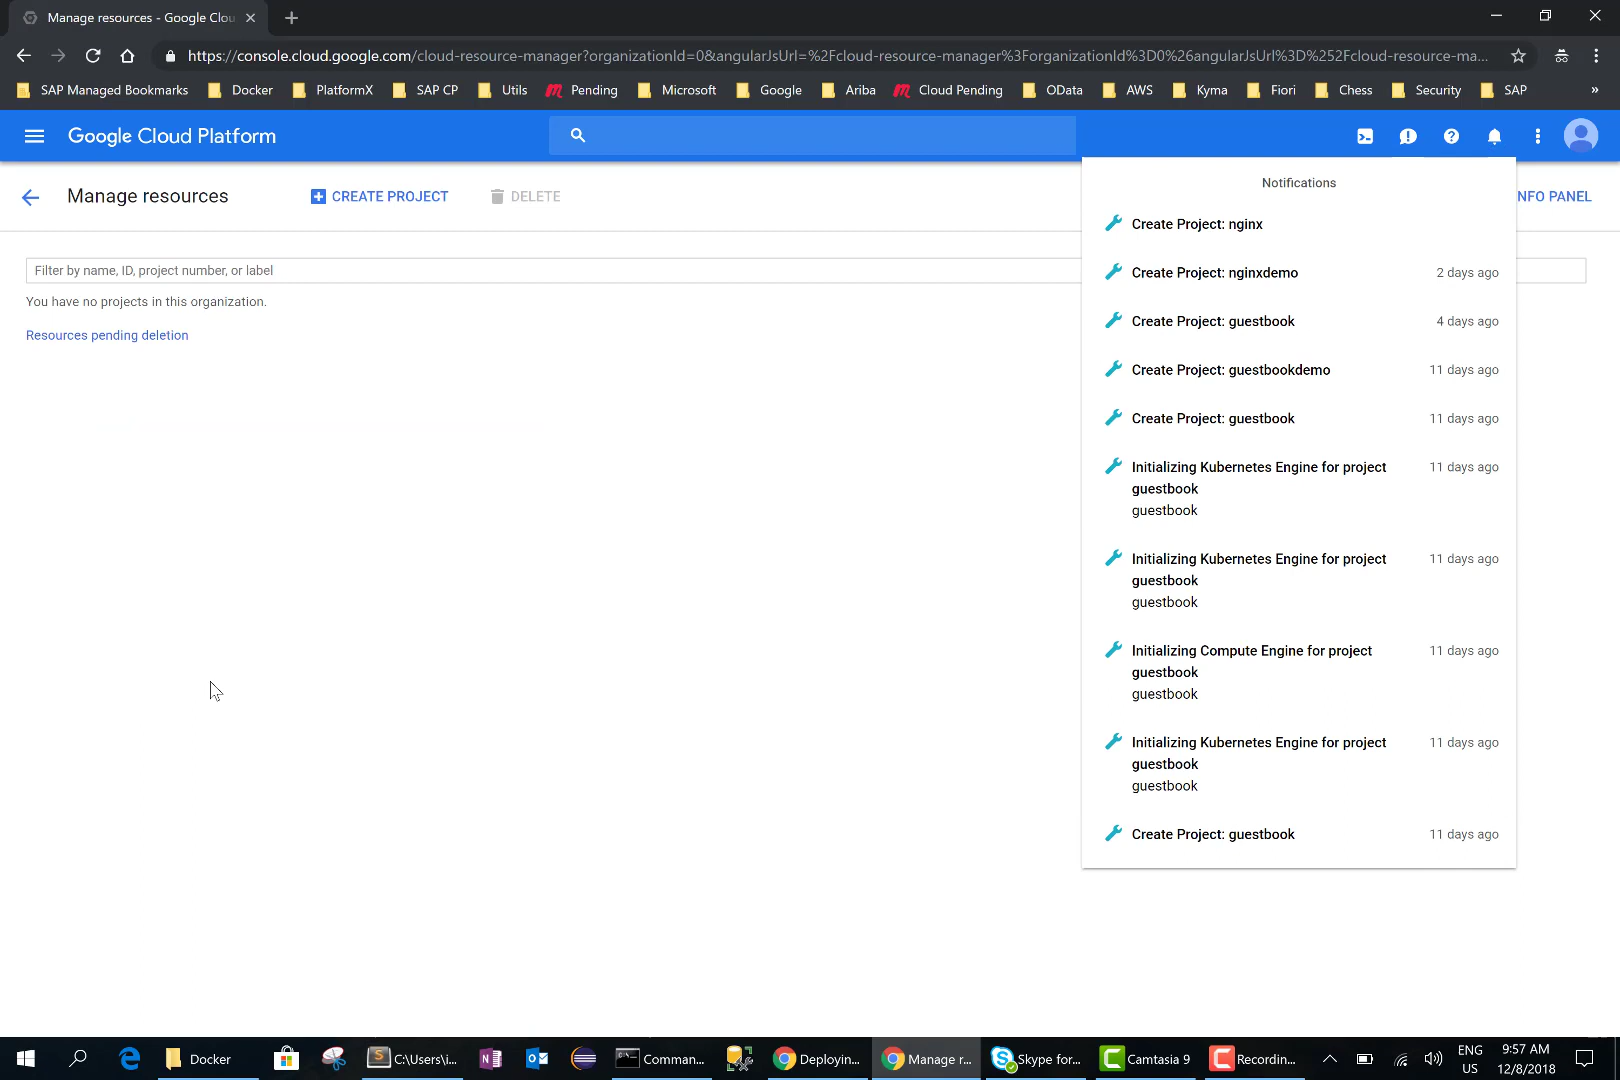 Manage resources - Google Clou
https://console.cloud.google.com/cloud-resource-manager?organizationId=0&angularJsUrl=%2Fcloud-resource-manager%3ForganizationId%3D0%26angularJsUrl%3D%252Fcloud-resource-ma...
SAP Managed Bookmarks Docker PlatformX SAP CP Utils Pending Microsoft Google Ariba Cloud Pending OData AWS Kyma Fiori Chess Security SAP »
Google Cloud Platform
Manage resources CREATE PROJECT DELETE NFO PANEL
Filter by name, ID, project number, or label
You have no projects in this organization.
Resources pending deletion
Notifications
Create Project: nginx
Create Project: nginxdemo 2 days ago
Create Project: guestbook 4 days ago
Create Project: guestbookdemo 11 days ago
Create Project: guestbook 11 days ago
Initializing Kubernetes Engine for project 11 days ago
guestbook
guestbook
Initializing Kubernetes Engine for project 11 days ago
guestbook
guestbook
Initializing Compute Engine for project 11 days ago
guestbook
guestbook
Initializing Kubernetes Engine for project 11 days ago
guestbook
guestbook
Create Project: guestbook 11 days ago
Docker C:\Users\i... Comman... Deployin... Manage r... Skype for... Camtasia 9 Recordin... ENG 9:57 AM
US 12/8/2018